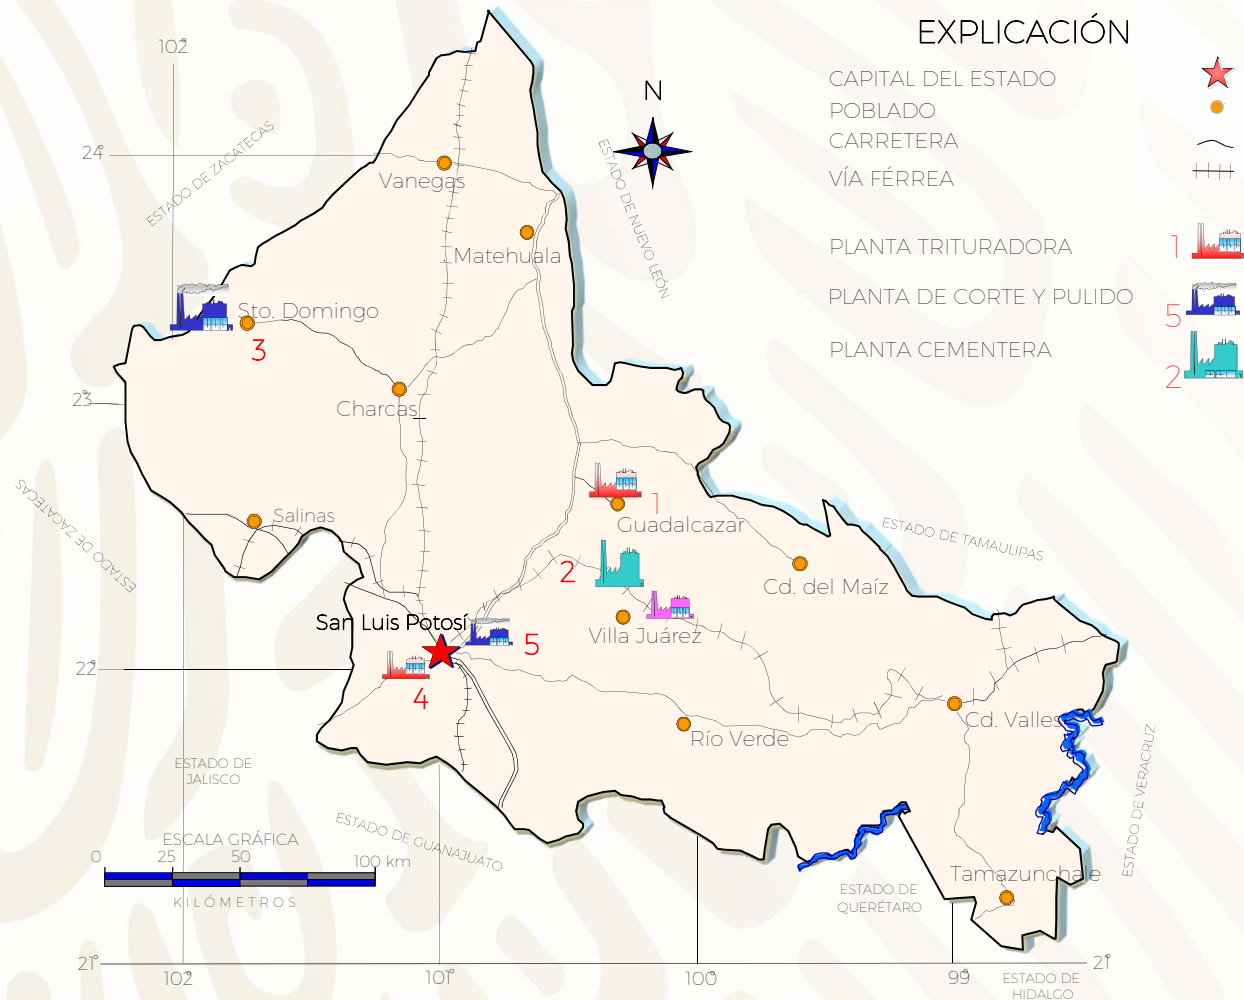 EXPLICACIÓN
CAPITAL DEL ESTADO
POBLADO
CARRETERA
VÍA FÉRREA
PLANTA TRITURADORA 1
PLANTA DE CORTE Y PULIDO 5
PLANTA CEMENTERA 2
102°
N
24°
ESTADO DE ZACATECAS
ESTADO DE NUEVO LEÓN
Vanegas
Matehuala
Sto. Domingo
3
23°
Charcas
ESTADO DE ZACATECAS
Salinas
1
Guadalcazar
ESTADO DE TAMAULIPAS
2
Cd. del Maíz
San Luis Potosí
Villa Juárez
5
22°
4
Cd. Valles
Río Verde
ESTADO DE
JALISCO
ESTADO DE VERACRUZ
ESTADO DE GUANAJUATO
ESCALA GRÁFICA
0 25 50 100 km
KILÓMETROS
Tamazunchale
ESTADO DE
QUERÉTARO
21°
21°
102°
101°
100
99°
ESTADO DE
HIDALGO